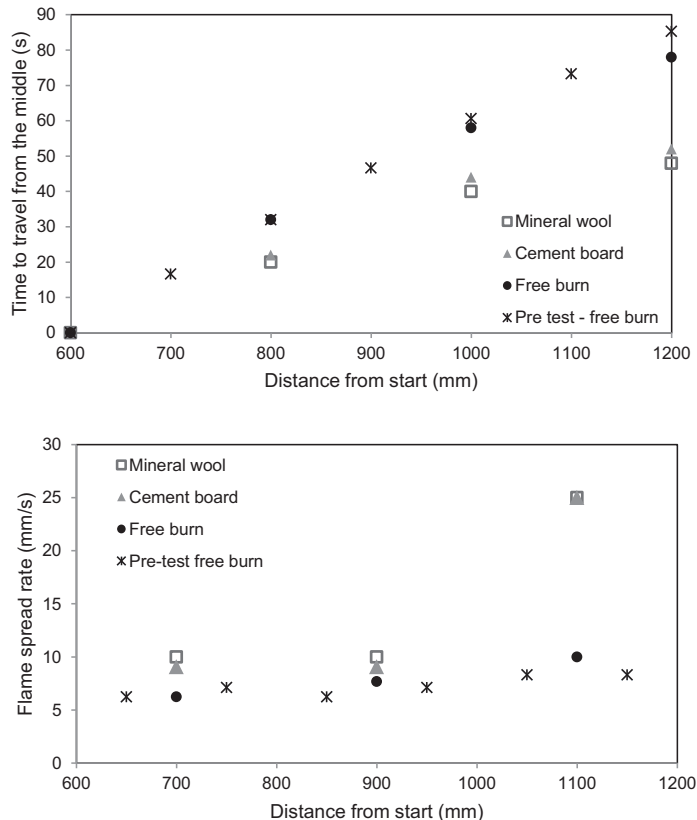 90
80
70
60
50
40
30
20
10
0
Time to travel from the middle (s)
Mineral wool
Cement board
Free burn
Pre test - free burn
600 700 800 900 1000 1100 1200
Distance from start (mm)
30
25
20
15
10
5
0
Flame spread rate (mm/s)
Mineral wool
Cement board
Free burn
Pre-test free burn
600 700 800 900 1000 1100 1200
Distance from start (mm)